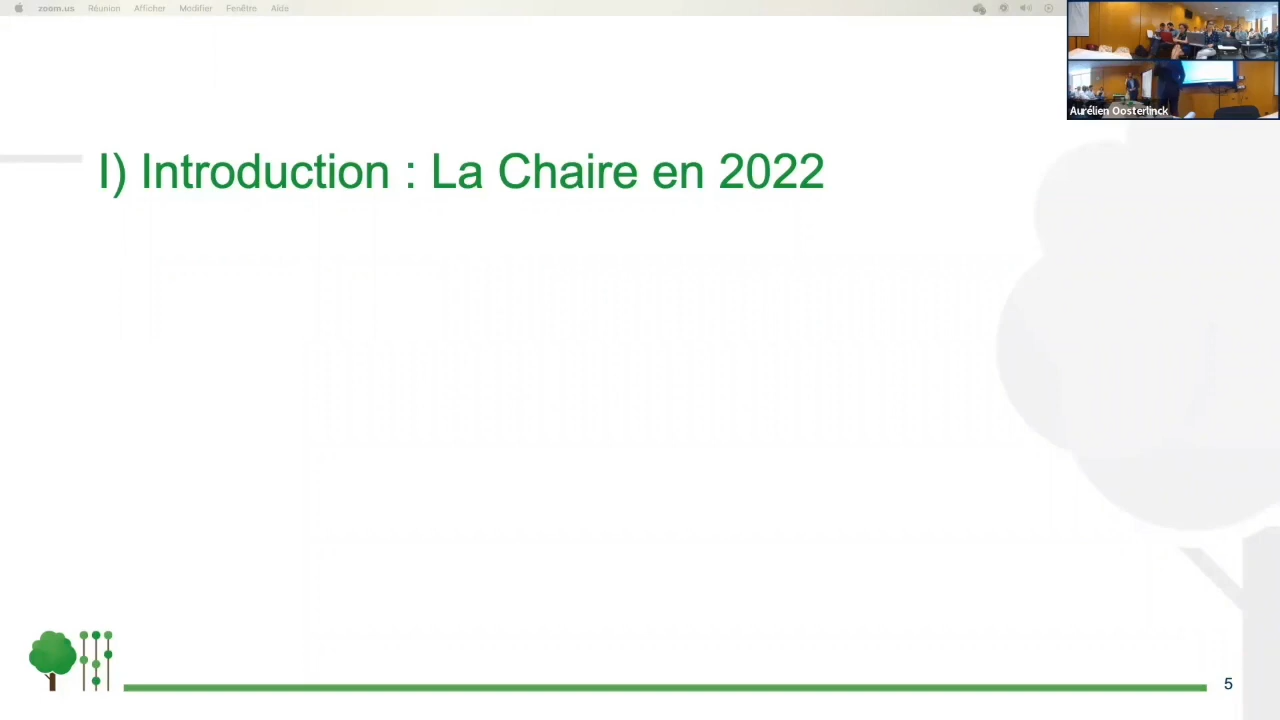 zoom.us Réunion Afficher Modifier Fenêtre Aide
Aurélien Oosterlinck
I) Introduction : La Chaire en 2022
5